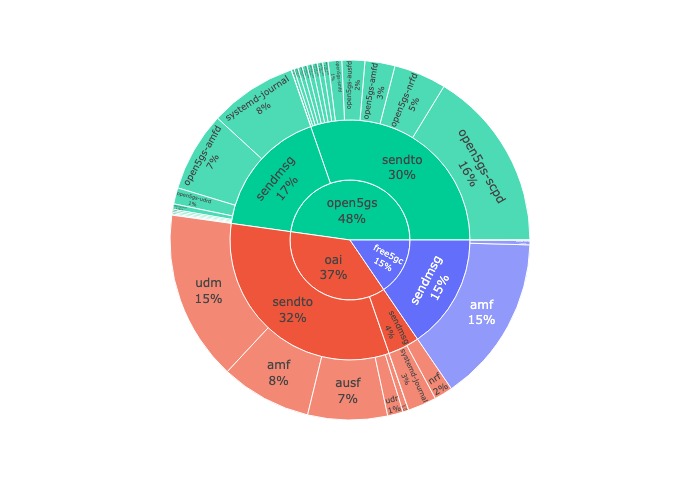 open5gs
48%
oai
37%
free5gc
15%
sendto
30%
sendmsg
17%
sendto
32%
sendmsg
4%
sendmsg
15%
open5gs-scpd
16%
open5gs-nrfd
5%
open5gs-amfd
3%
2%
systemd-journal
8%
open5gs-amfd
7%
open5gs-udrd
1%
udm
15%
amf
8%
ausf
7%
udr
1%
systemd-journal
3%
nrf
2%
amf
15%